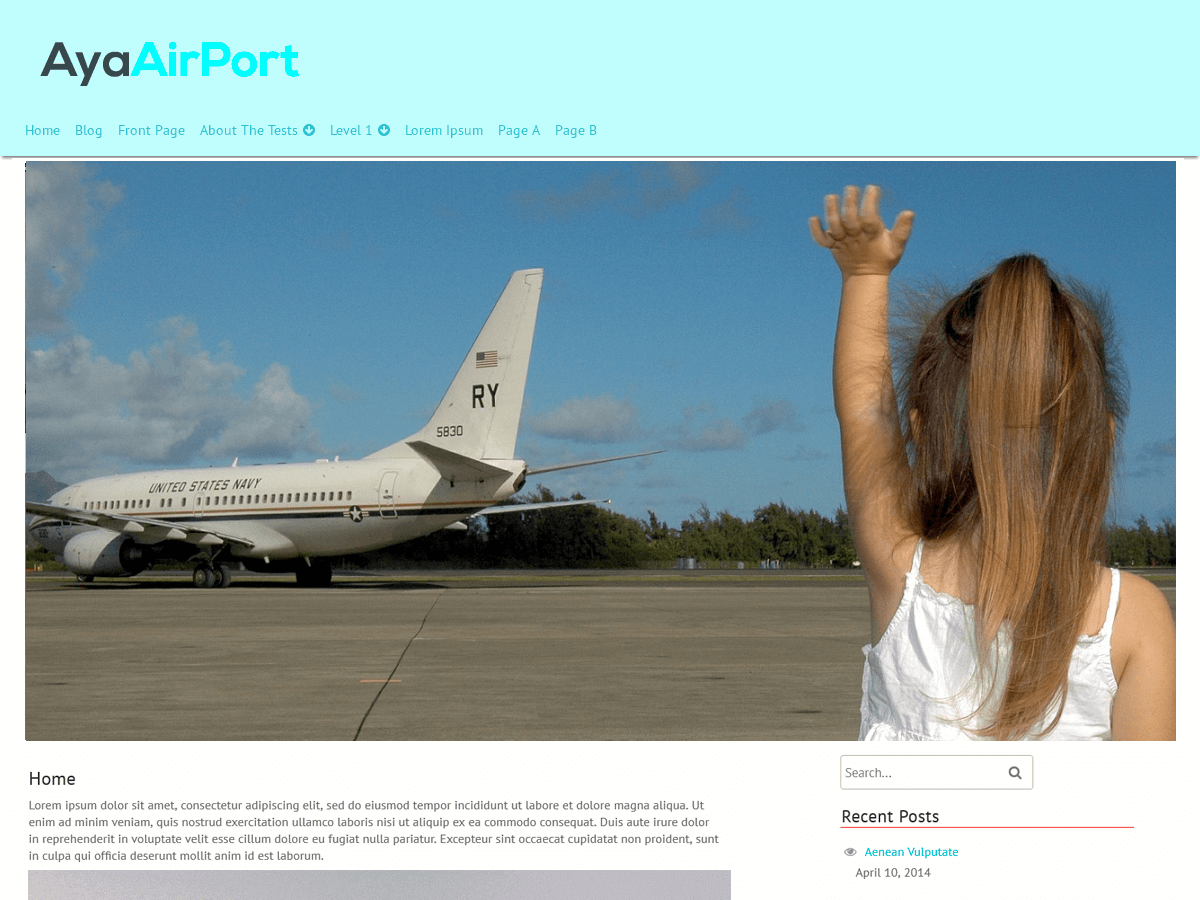 AyaAirPort
Home Blog Front Page About The Tests Level 1 Lorem Ipsum Page A Page B
RY
5830
UNITED STATES NAVY
Home
Lorem ipsum dolor sit amet, consectetur adipiscing elit, sed do eiusmod tempor incididunt ut labore et dolore magna aliqua. Ut
enim ad minim veniam, quis nostrud exercitation ullamco laboris nisi ut aliquip ex ea commodo consequat. Duis aute irure dolor
in reprehenderit in voluptate velit esse cillum dolore eu fugiat nulla pariatur. Excepteur sint occaecat cupidatat non proident, sunt
in culpa qui officia deserunt mollit anim id est laborum.
Search...
Recent Posts
Aenean Vulputate
April 10, 2014